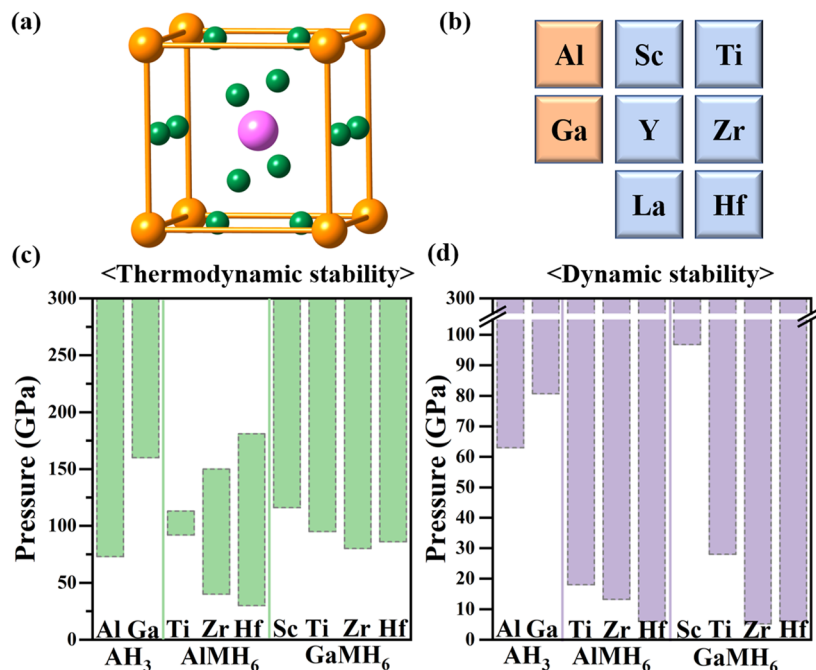 (a)
(b)
Al Sc Ti
Ga Y Zr
La Hf
(c) <Thermodynamic stability>
300
250
200
150
100
50
0
Pressure (GPa)
Al Ga Ti Zr Hf Sc Ti Zr Hf
AH₃ AlMH₆ GaMH₆
(d) <Dynamic stability>
300
100
90
80
70
60
50
40
30
20
10
0
Pressure (GPa)
Al Ga Ti Zr Hf Sc Ti Zr Hf
AH₃ AlMH₆ GaMH₆